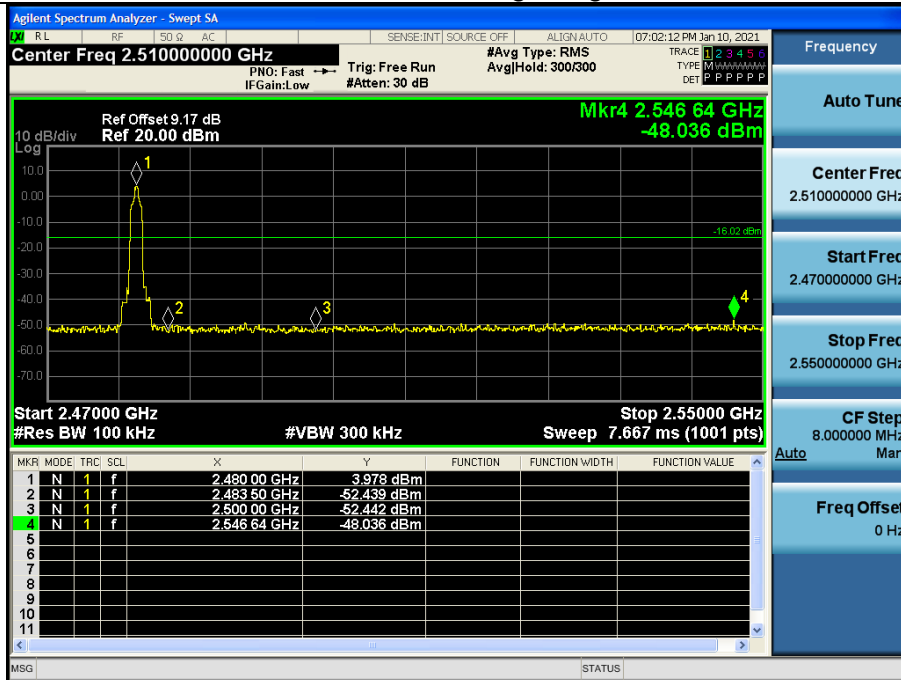 Agilent Spectrum Analyzer - Swept SA
LXI RL RF 50 Ω AC SENSE:INT SOURCE OFF ALIGN AUTO 07:02:12 PM Jan 10, 2021
Center Freq 2.510000000 GHz #Avg Type: RMS TRACE 1 2 3 4 5 6
PNO: Fast Trig: Free Run Avg|Hold: 300/300 TYPE M W W W W W
IFGain:Low #Atten: 30 dB DET P P P P P P
Mkr4 2.546 64 GHz
-48.036 dBm
Ref Offset 9.17 dB
10 dB/div Ref 20.00 dBm
Log
10.0
0.00
-10.0
-20.0
-30.0
-40.0
-50.0
-60.0
-70.0
1
2
3
4
-16.02 dBm
Start 2.47000 GHz Stop 2.55000 GHz
#Res BW 100 kHz #VBW 300 kHz Sweep 7.667 ms (1001 pts)
MKR MODE TRC SCL X Y FUNCTION FUNCTION WIDTH FUNCTION VALUE
1 N 1 f 2.480 00 GHz 3.978 dBm
2 N 1 f 2.483 50 GHz -52.439 dBm
3 N 1 f 2.500 00 GHz -52.442 dBm
4 N 1 f 2.546 64 GHz -48.036 dBm
5
6
7
8
9
10
11
MSG STATUS
Frequency
Auto Tune
Center Freq
2.510000000 GHz
Start Freq
2.470000000 GHz
Stop Freq
2.550000000 GHz
CF Step
8.000000 MHz
Auto Man
Freq Offset
0 Hz